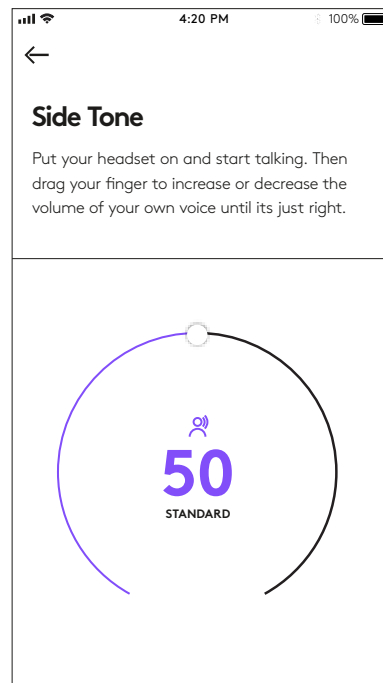 4:20 PM
100%
Side Tone
Put your headset on and start talking. Then
drag your finger to increase or decrease the
volume of your own voice until its just right.
50
STANDARD